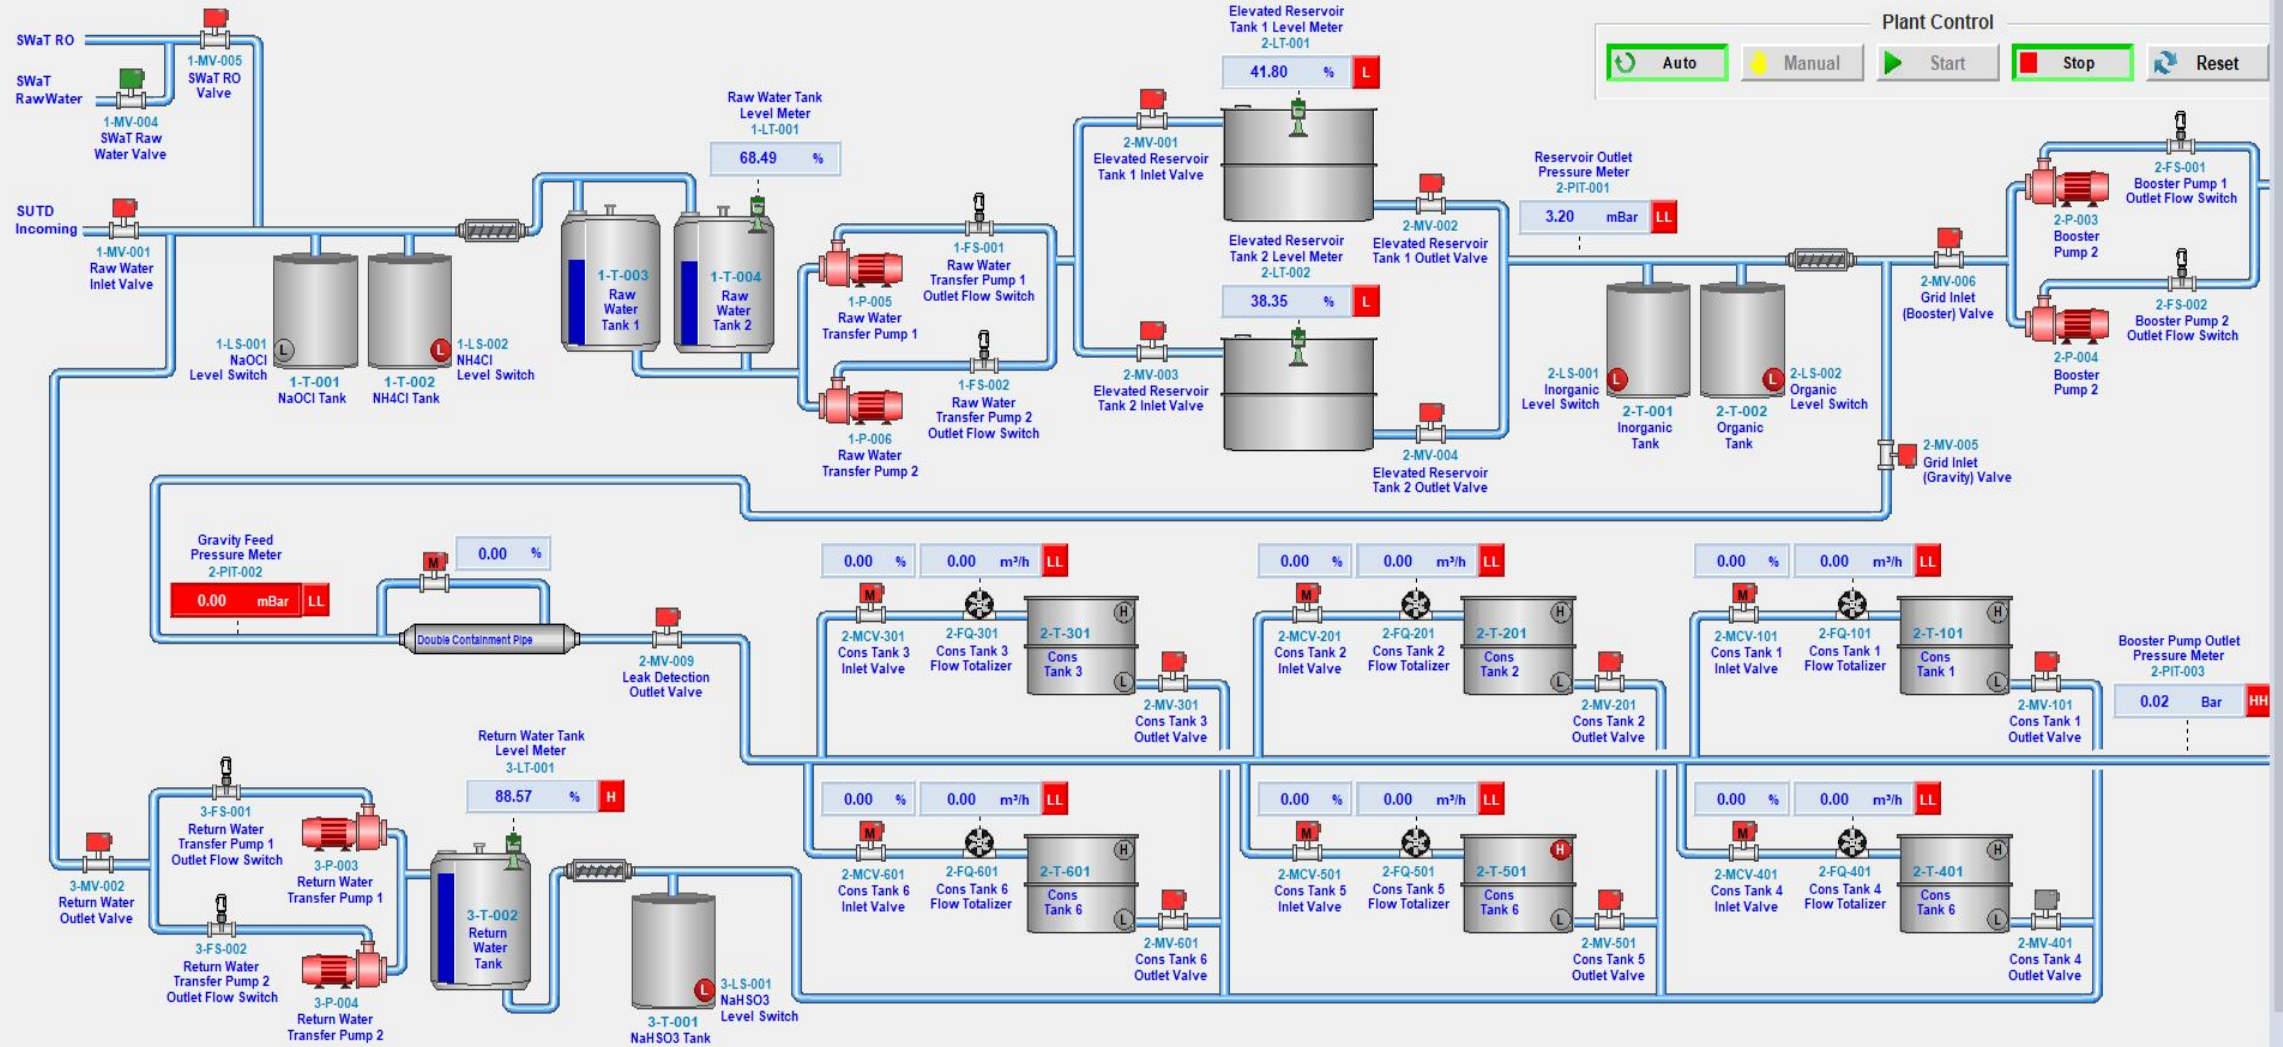 Plant Control
Auto
Manual
Start
Stop
Reset
SWaT RO
1-MV-005
SWaT RO
Valve
SWaT
RawWater
1-MV-004
SWaT Raw
Water Valve
SUTD
Incoming
1-MV-001
Raw Water
Inlet Valve
1-LS-001
NaOCl
Level Switch
L
1-T-001
NaOCl Tank
L
1-LS-002
NH4Cl
Level Switch
1-T-002
NH4Cl Tank
Raw Water Tank
Level Meter
1-LT-001
68.49 %
1-T-003
Raw
Water
Tank 1
1-T-004
Raw
Water
Tank 2
1-P-005
Raw Water
Transfer Pump 1
1-P-006
Raw Water
Transfer Pump 2
1-FS-001
Raw Water
Transfer Pump 1
Outlet Flow Switch
1-FS-002
Raw Water
Transfer Pump 2
Outlet Flow Switch
Elevated Reservoir
Tank 1 Level Meter
2-LT-001
41.80 % L
2-MV-001
Elevated Reservoir
Tank 1 Inlet Valve
2-MV-002
Elevated Reservoir
Tank 1 Outlet Valve
Elevated Reservoir
Tank 2 Level Meter
2-LT-002
38.35 % L
2-MV-003
Elevated Reservoir
Tank 2 Inlet Valve
2-MV-004
Elevated Reservoir
Tank 2 Outlet Valve
Reservoir Outlet
Pressure Meter
2-PIT-001
3.20 mBar LL
2-LS-001
Inorganic
Level Switch
L
2-T-001
Inorganic
Tank
L
2-LS-002
Organic
Level Switch
2-T-002
Organic
Tank
2-MV-006
Grid Inlet
(Booster) Valve
2-MV-005
Grid Inlet
(Gravity) Valve
2-P-003
Booster
Pump 2
2-P-004
Booster
Pump 2
2-FS-001
Booster Pump 1
Outlet Flow Switch
2-FS-002
Booster Pump 2
Outlet Flow Switch
Gravity Feed
Pressure Meter
2-PIT-002
0.00 mBar LL
M
0.00 %
Double Containment Pipe
2-MV-009
Leak Detection
Outlet Valve
0.00 %
0.00 m³/h LL
M
2-MCV-301
Cons Tank 3
Inlet Valve
2-FQ-301
Cons Tank 3
Flow Totalizer
H
2-T-301
Cons
Tank 3
L
2-MV-301
Cons Tank 3
Outlet Valve
0.00 %
0.00 m³/h LL
M
2-MCV-201
Cons Tank 2
Inlet Valve
2-FQ-201
Cons Tank 2
Flow Totalizer
H
2-T-201
Cons
Tank 2
L
2-MV-201
Cons Tank 2
Outlet Valve
0.00 %
0.00 m³/h LL
M
2-MCV-101
Cons Tank 1
Inlet Valve
2-FQ-101
Cons Tank 1
Flow Totalizer
H
2-T-101
Cons
Tank 1
L
2-MV-101
Cons Tank 1
Outlet Valve
Booster Pump Outlet
Pressure Meter
2-PIT-003
0.02 Bar HH
3-FS-001
Return Water
Transfer Pump 1
Outlet Flow Switch
3-P-003
Return Water
Transfer Pump 1
3-MV-002
Return Water
Outlet Valve
3-FS-002
Return Water
Transfer Pump 2
Outlet Flow Switch
3-P-004
Return Water
Transfer Pump 2
Return Water Tank
Level Meter
3-LT-001
88.57 % H
3-T-002
Return
Water
Tank
L
3-LS-001
NaHSO3
Level Switch
3-T-001
NaHSO3 Tank
0.00 %
0.00 m³/h LL
M
2-MCV-601
Cons Tank 6
Inlet Valve
2-FQ-601
Cons Tank 6
Flow Totalizer
H
2-T-601
Cons
Tank 6
L
2-MV-601
Cons Tank 6
Outlet Valve
0.00 %
0.00 m³/h LL
M
2-MCV-501
Cons Tank 5
Inlet Valve
2-FQ-501
Cons Tank 5
Flow Totalizer
H
2-T-501
Cons
Tank 6
L
2-MV-501
Cons Tank 5
Outlet Valve
0.00 %
0.00 m³/h LL
M
2-MCV-401
Cons Tank 4
Inlet Valve
2-FQ-401
Cons Tank 4
Flow Totalizer
H
2-T-401
Cons
Tank 6
L
2-MV-401
Cons Tank 4
Outlet Valve